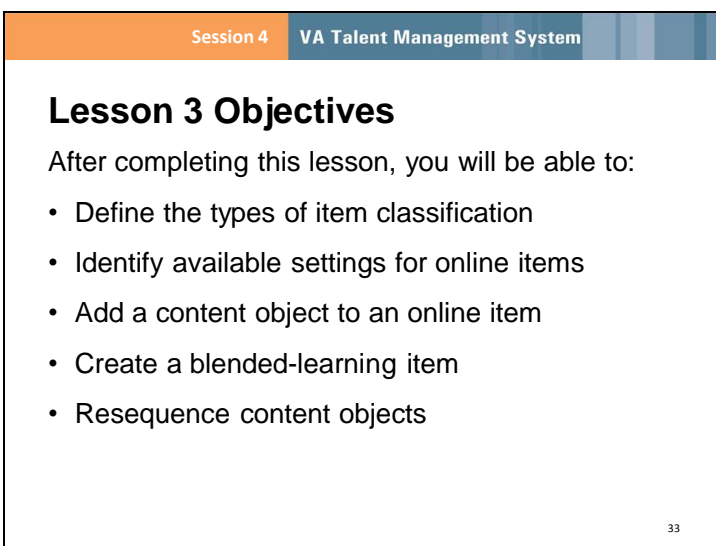 Session 4 VA Talent Management System
Lesson 3 Objectives
After completing this lesson, you will be able to:
• Define the types of item classification
• Identify available settings for online items
• Add a content object to an online item
• Create a blended-learning item
• Resequence content objects
33